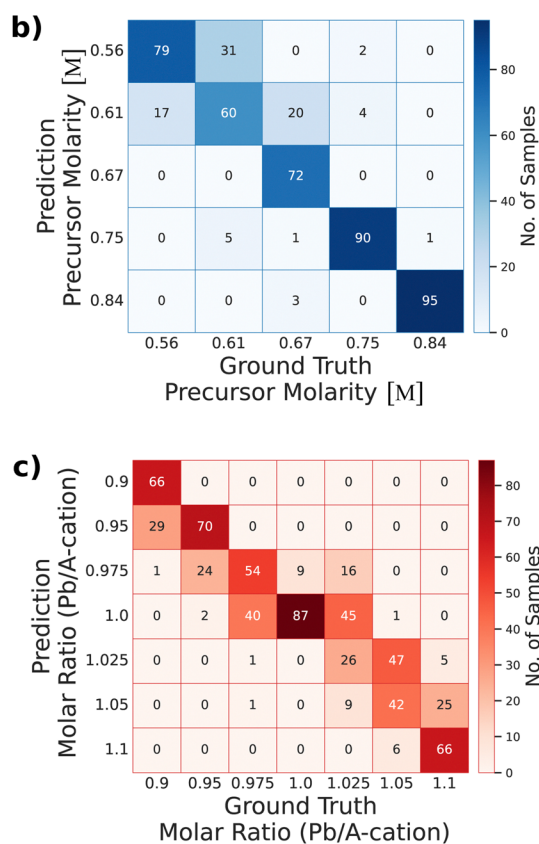 b)
Prediction
Precursor Molarity [M]
0.56 79 31 0 2 0
0.61 17 60 20 4 0
0.67 0 0 72 0 0
0.75 0 5 1 90 1
0.84 0 0 3 0 95
0.56 0.61 0.67 0.75 0.84
Ground Truth
Precursor Molarity [M]
80
60
40
20
0
No. of Samples
c)
Prediction
Molar Ratio (Pb/A-cation)
0.9 66 0 0 0 0 0 0
0.95 29 70 0 0 0 0 0
0.975 1 24 54 9 16 0 0
1.0 0 2 40 87 45 1 0
1.025 0 0 1 0 26 47 5
1.05 0 0 1 0 9 42 25
1.1 0 0 0 0 0 6 66
0.9 0.95 0.975 1.0 1.025 1.05 1.1
Ground Truth
Molar Ratio (Pb/A-cation)
80
70
60
50
40
30
20
10
0
No. of Samples